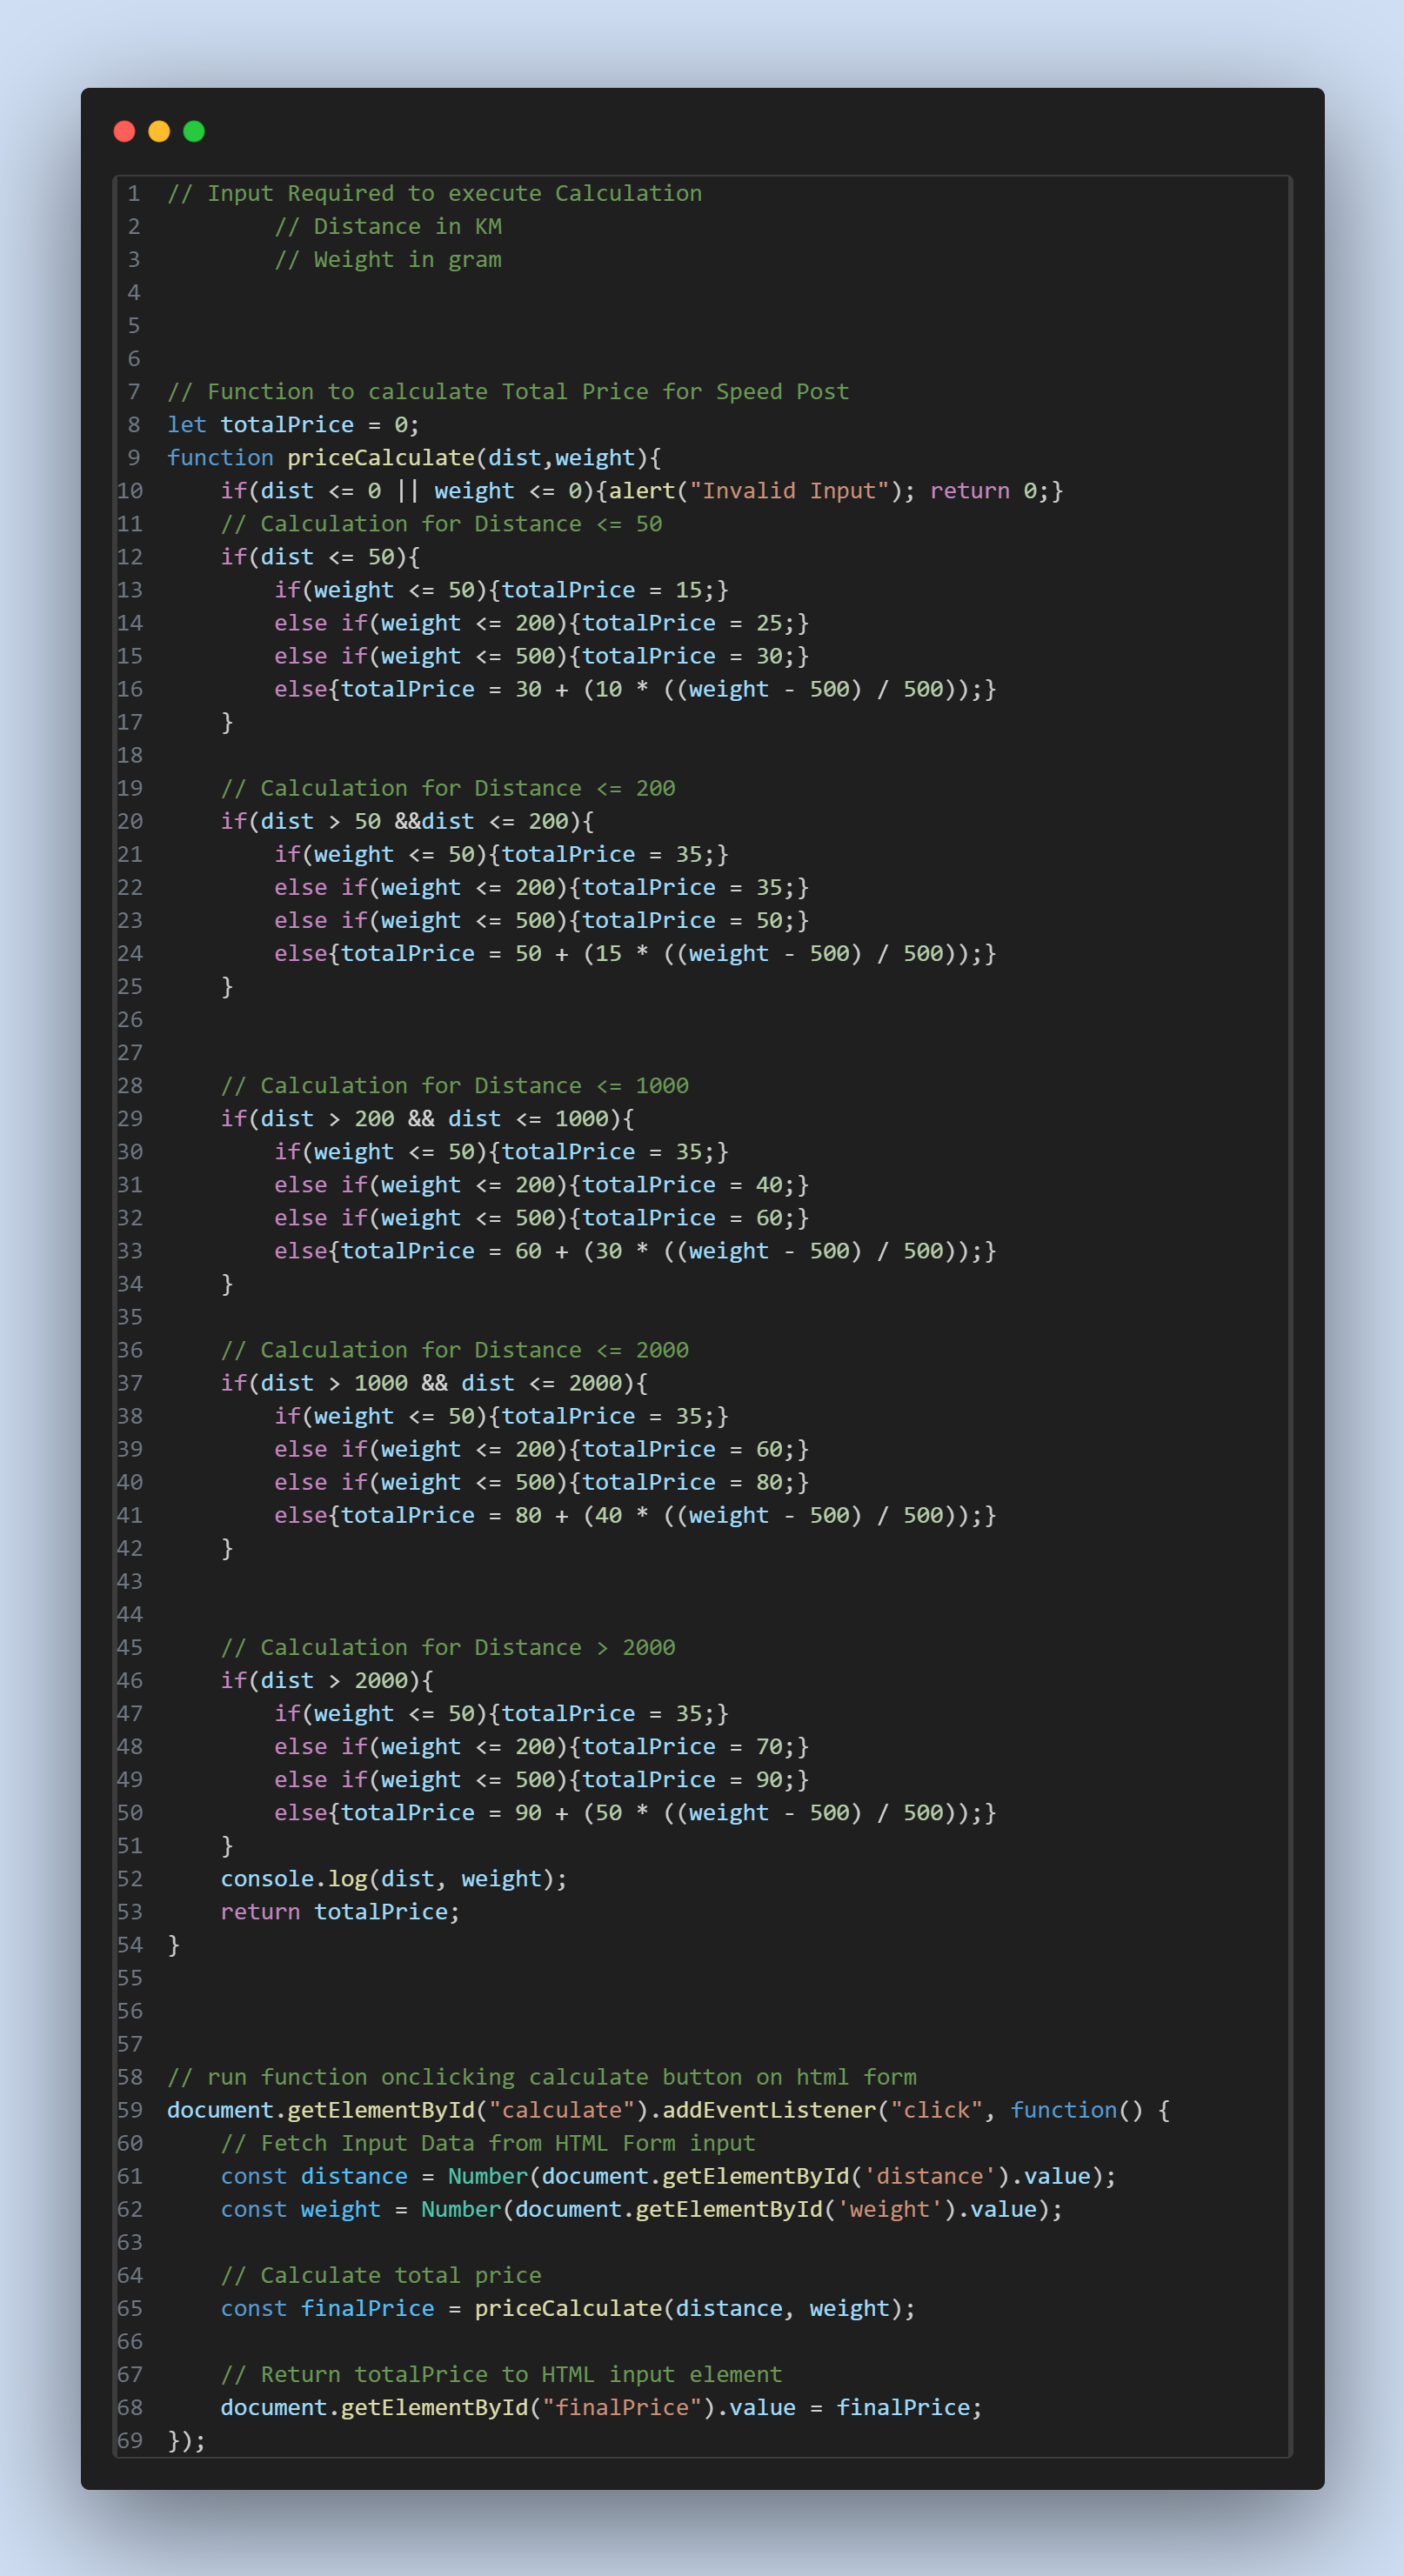 1 // Input Required to execute Calculation
2         // Distance in KM
3         // Weight in gram
4
5
6
7 // Function to calculate Total Price for Speed Post
8 let totalPrice = 0;
9 function priceCalculate(dist,weight){
10     if(dist <= 0 || weight <= 0){alert("Invalid Input"); return 0;}
11     // Calculation for Distance <= 50
12     if(dist <= 50){
13         if(weight <= 50){totalPrice = 15;}
14         else if(weight <= 200){totalPrice = 25;}
15         else if(weight <= 500){totalPrice = 30;}
16         else{totalPrice = 30 + (10 * ((weight - 500) / 500));}
17     }
18
19     // Calculation for Distance <= 200
20     if(dist > 50 &&dist <= 200){
21         if(weight <= 50){totalPrice = 35;}
22         else if(weight <= 200){totalPrice = 35;}
23         else if(weight <= 500){totalPrice = 50;}
24         else{totalPrice = 50 + (15 * ((weight - 500) / 500));}
25     }
26
27
28     // Calculation for Distance <= 1000
29     if(dist > 200 && dist <= 1000){
30         if(weight <= 50){totalPrice = 35;}
31         else if(weight <= 200){totalPrice = 40;}
32         else if(weight <= 500){totalPrice = 60;}
33         else{totalPrice = 60 + (30 * ((weight - 500) / 500));}
34     }
35
36     // Calculation for Distance <= 2000
37     if(dist > 1000 && dist <= 2000){
38         if(weight <= 50){totalPrice = 35;}
39         else if(weight <= 200){totalPrice = 60;}
40         else if(weight <= 500){totalPrice = 80;}
41         else{totalPrice = 80 + (40 * ((weight - 500) / 500));}
42     }
43
44
45     // Calculation for Distance > 2000
46     if(dist > 2000){
47         if(weight <= 50){totalPrice = 35;}
48         else if(weight <= 200){totalPrice = 70;}
49         else if(weight <= 500){totalPrice = 90;}
50         else{totalPrice = 90 + (50 * ((weight - 500) / 500));}
51     }
52     console.log(dist, weight);
53     return totalPrice;
54 }
55
56
57
58 // run function onclicking calculate button on html form
59 document.getElementById("calculate").addEventListener("click", function() {
60     // Fetch Input Data from HTML Form input
61     const distance = Number(document.getElementById('distance').value);
62     const weight = Number(document.getElementById('weight').value);
63
64     // Calculate total price
65     const finalPrice = priceCalculate(distance, weight);
66
67     // Return totalPrice to HTML input element
68     document.getElementById("finalPrice").value = finalPrice;
69 });